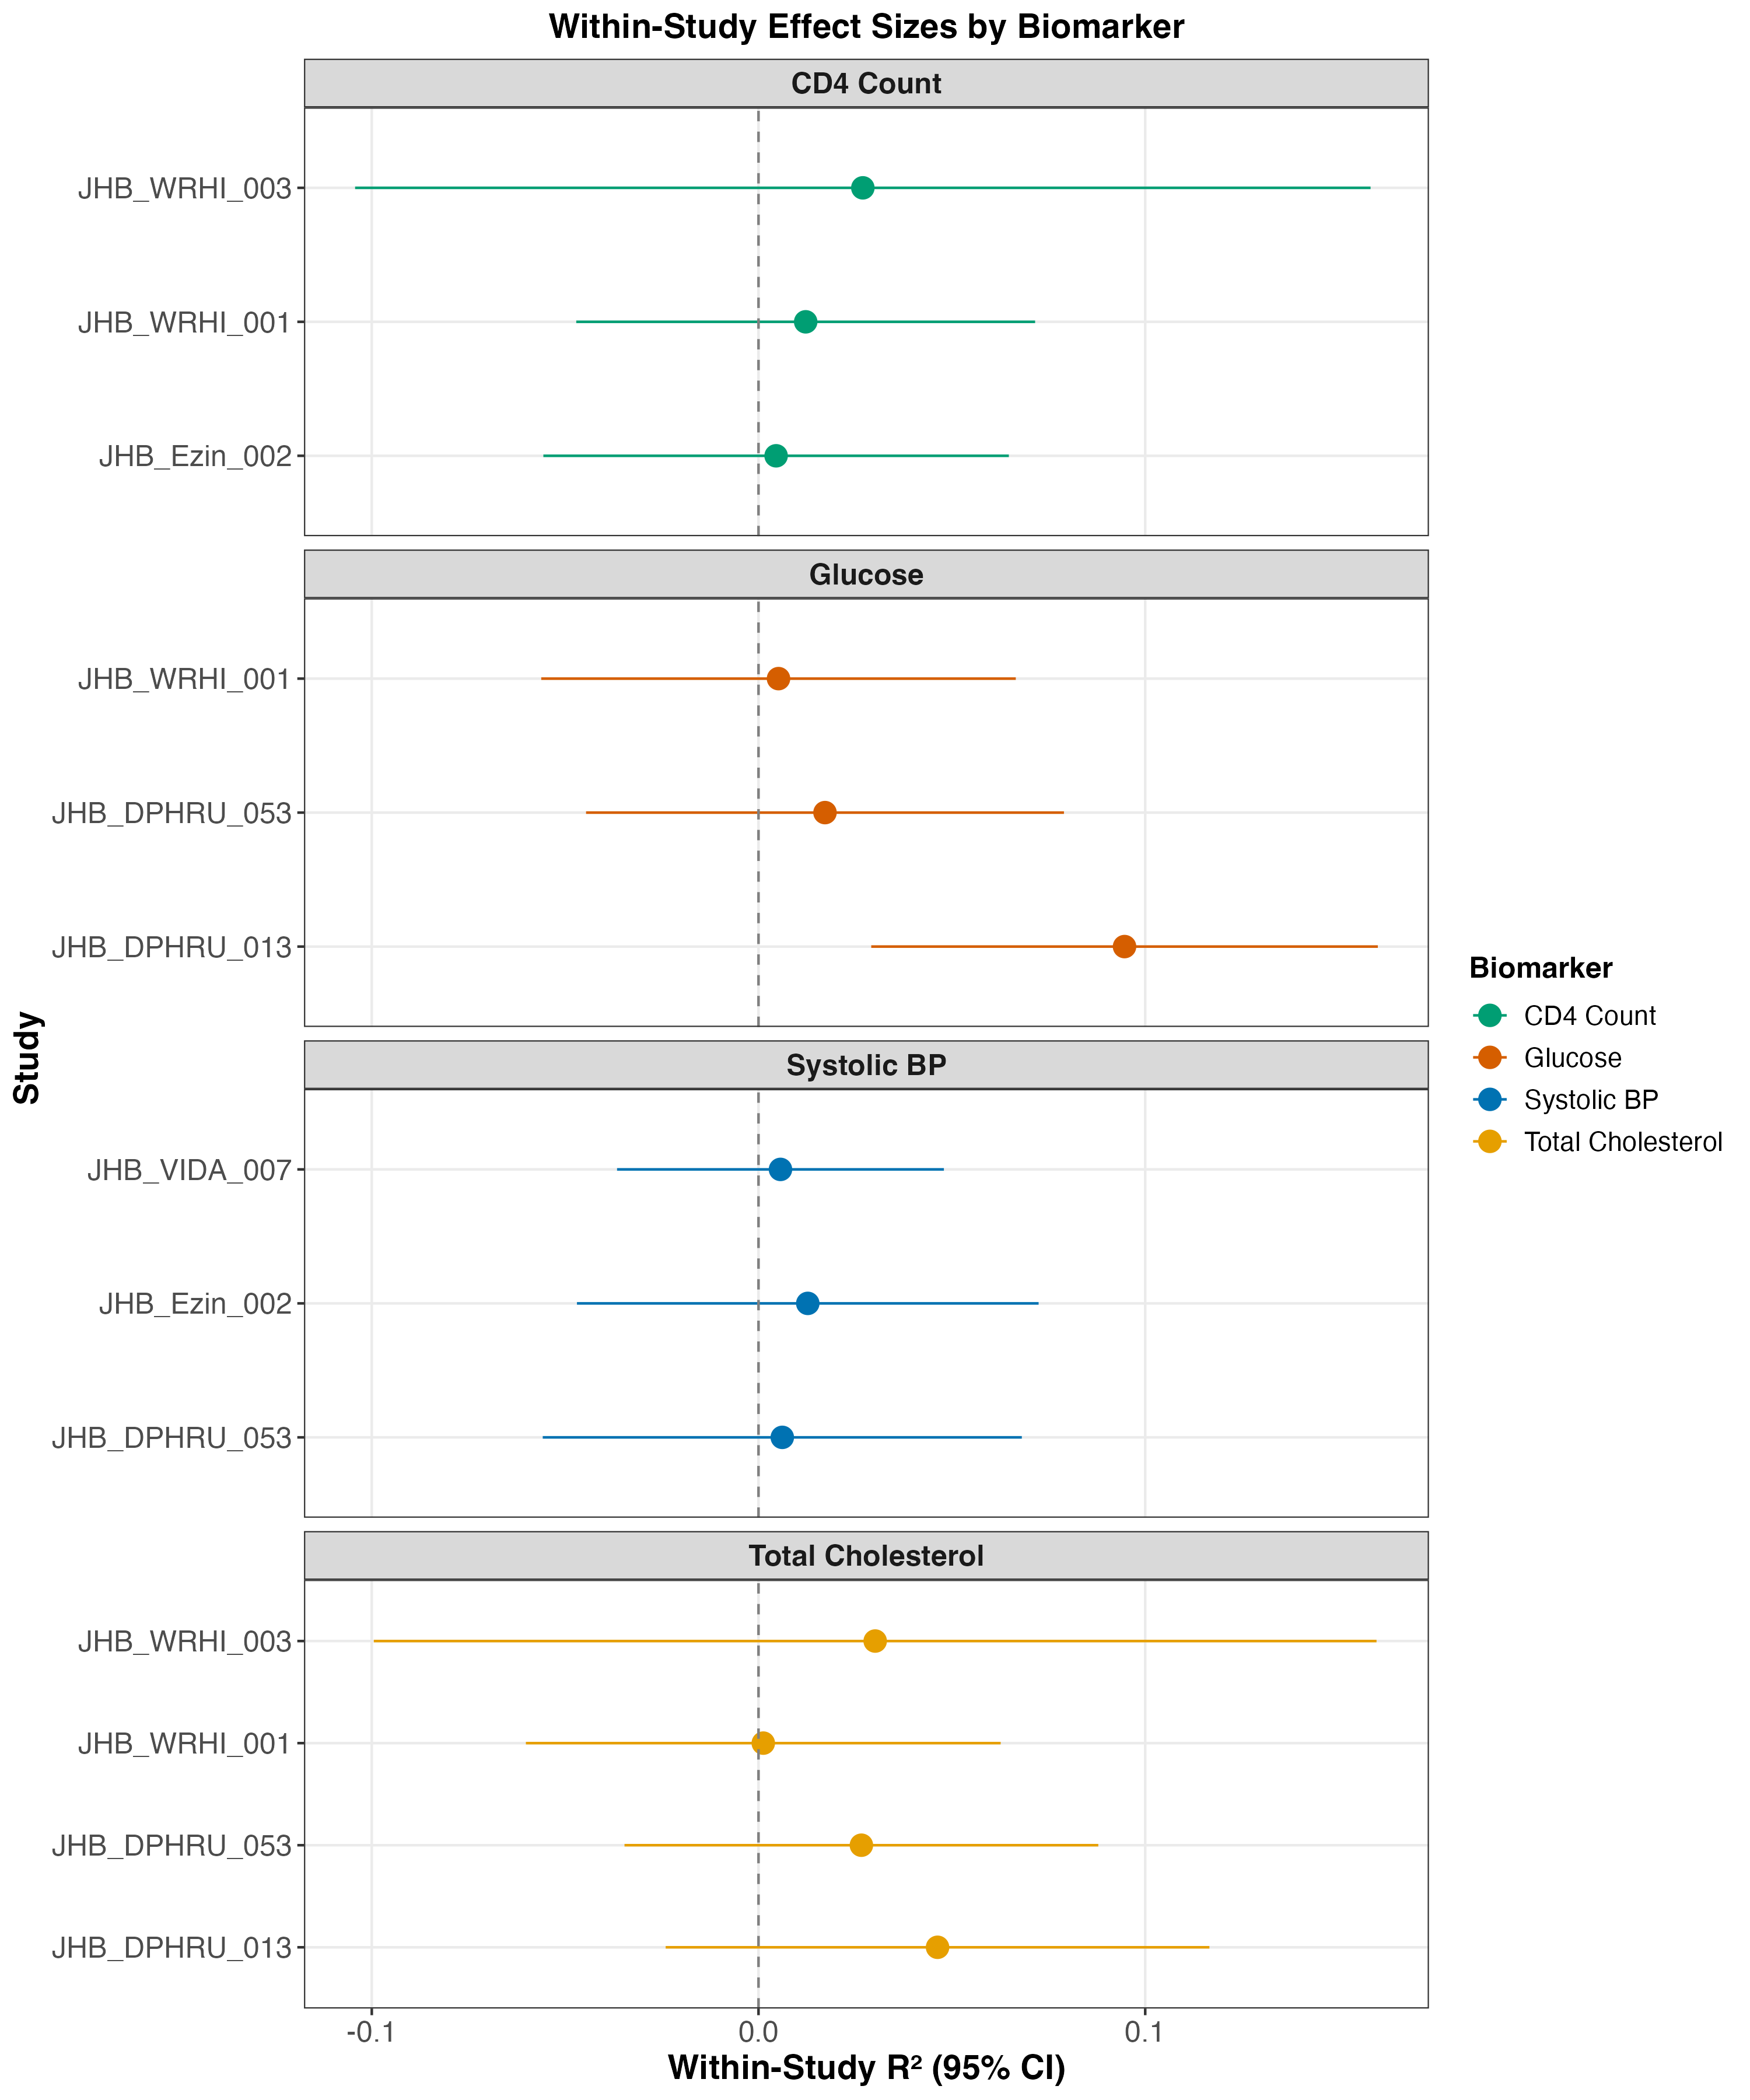 Within-Study Effect Sizes by Biomarker
CD4 Count
JHB_WRHI_003
JHB_WRHI_001
JHB_Ezin_002
Glucose
JHB_WRHI_001
JHB_DPHRU_053
JHB_DPHRU_013
Systolic BP
JHB_VIDA_007
JHB_Ezin_002
JHB_DPHRU_053
Total Cholesterol
JHB_WRHI_003
JHB_WRHI_001
JHB_DPHRU_053
JHB_DPHRU_013
-0.1 0.0 0.1
Within-Study R² (95% CI)
Study
Biomarker
CD4 Count
Glucose
Systolic BP
Total Cholesterol